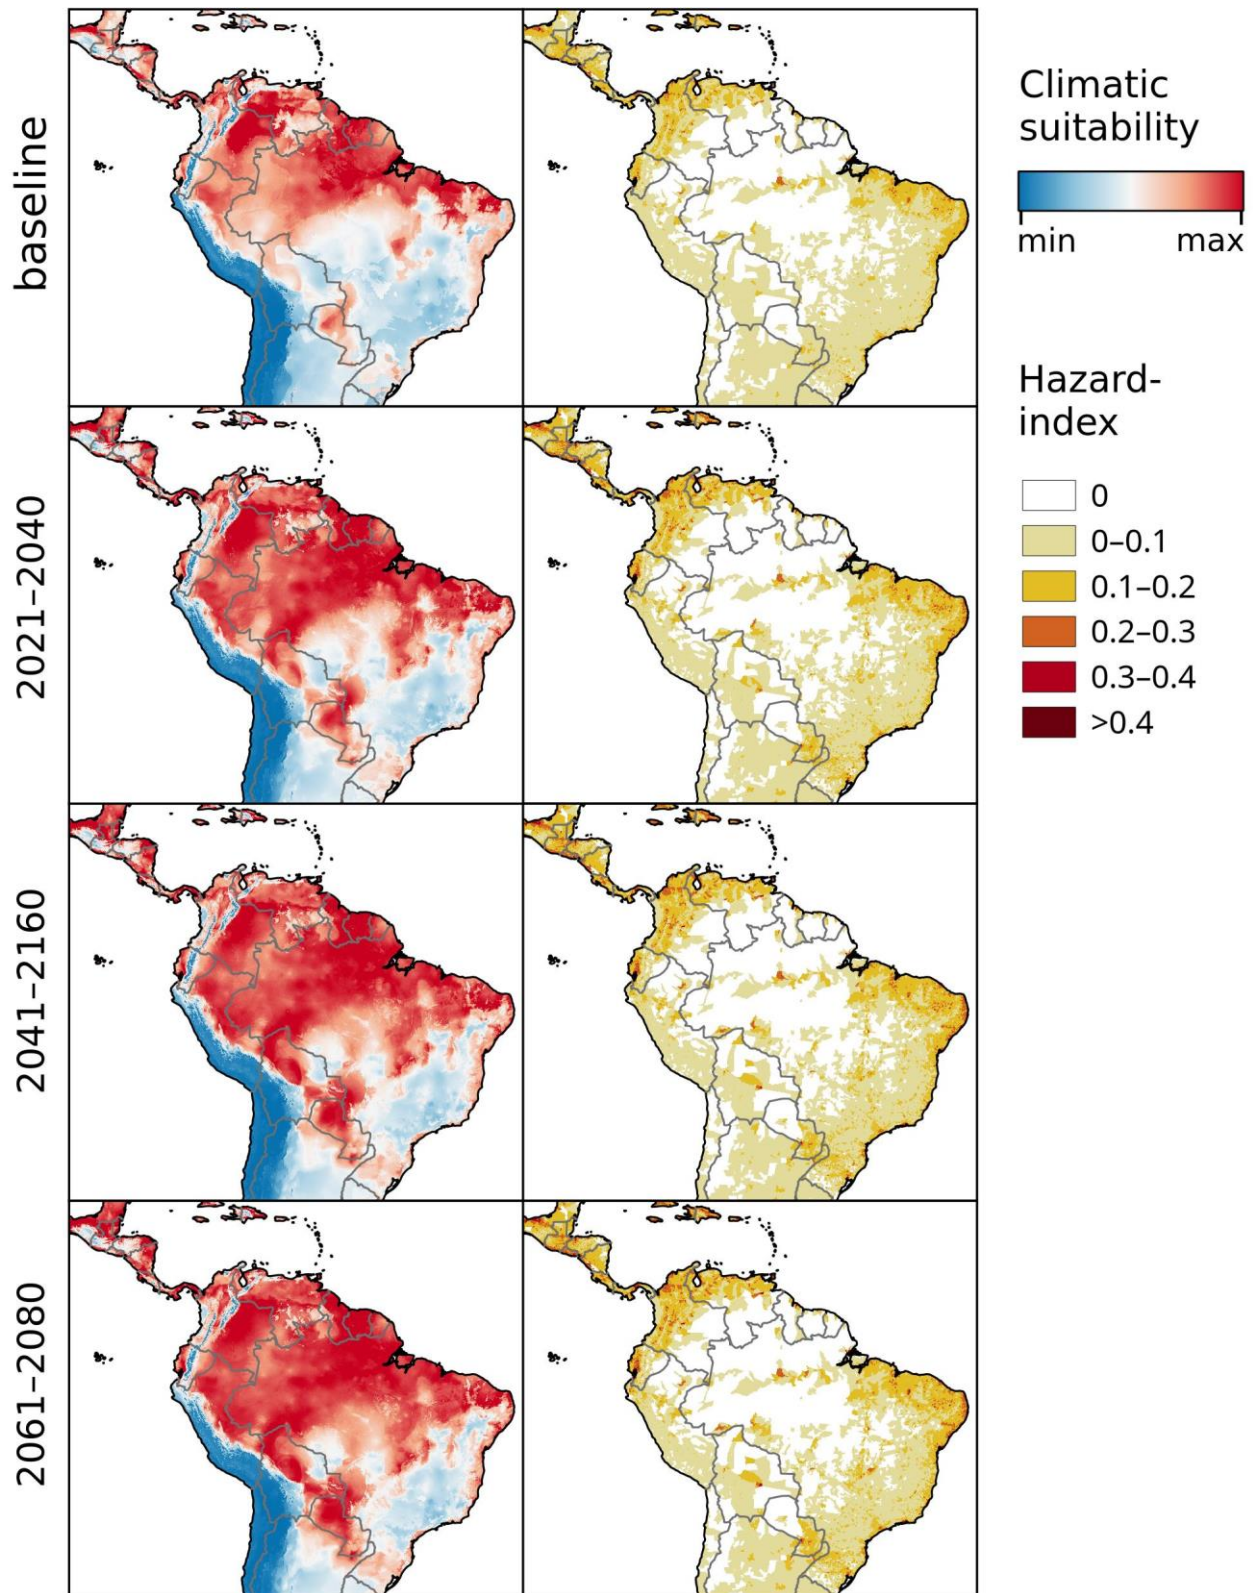 baseline
2021–2040
2041–2160
2061–2080
Climatic
suitability
min max
Hazard-
index
0
0–0.1
0.1–0.2
0.2–0.3
0.3–0.4
>0.4